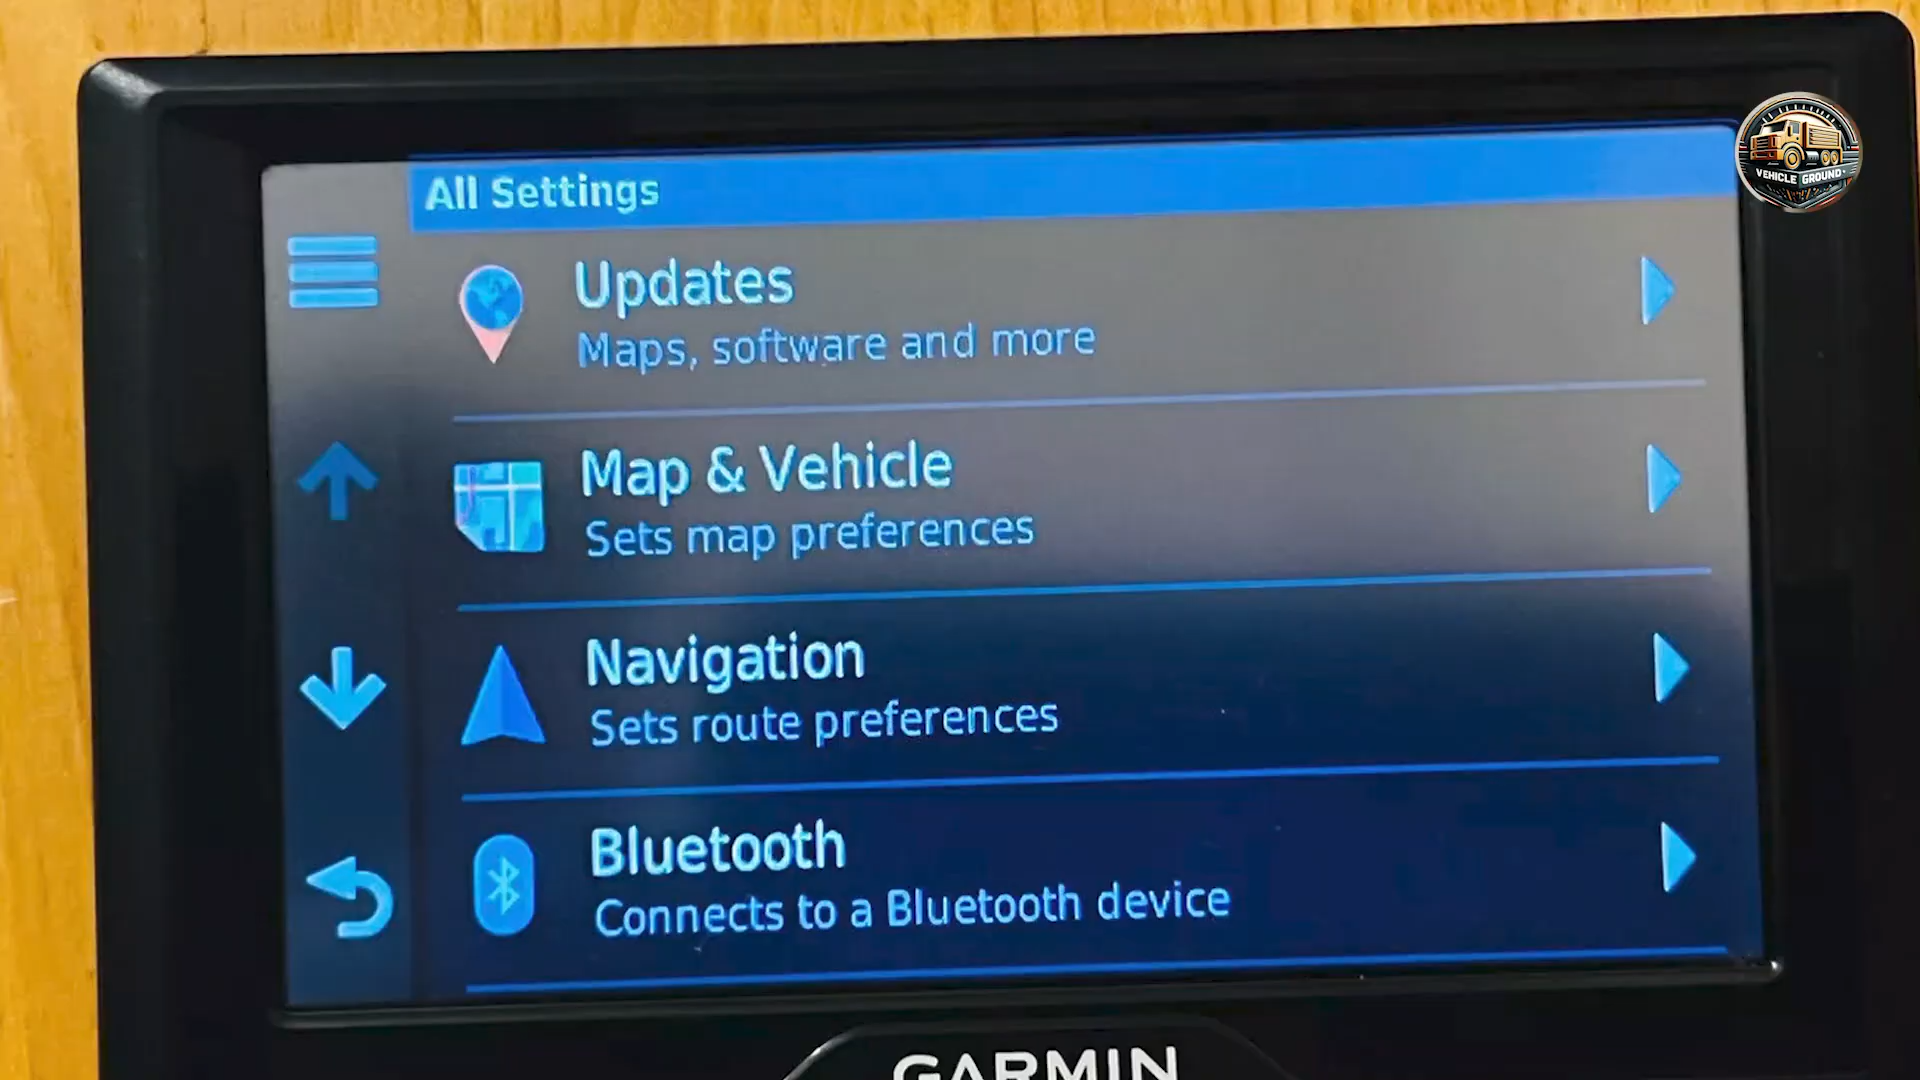 All Settings
Updates
Maps, software and more
Map & Vehicle
Sets map preferences
Navigation
Sets route preferences
Bluetooth
Connects to a Bluetooth device
GARMIN
VEHICLE GROUND